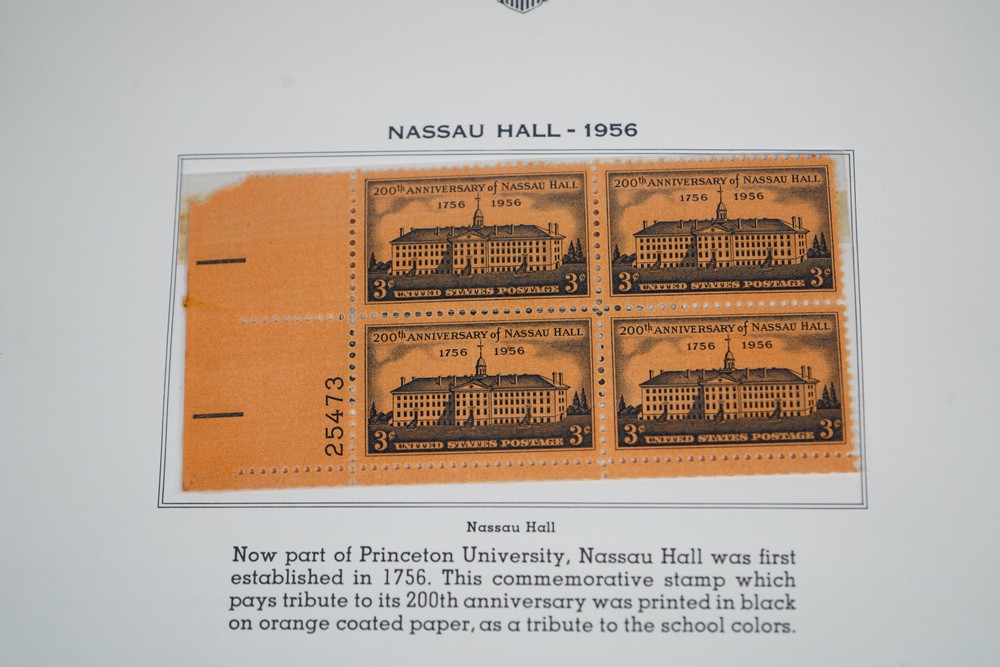 NASSAU HALL - 1956
200th ANNIVERSARY of NASSAU HALL
1756 1956
3¢ UNITED STATES POSTAGE 3¢
200th ANNIVERSARY of NASSAU HALL
1756 1956
3¢ UNITED STATES POSTAGE 3¢
200th ANNIVERSARY of NASSAU HALL
1756 1956
3¢ UNITED STATES POSTAGE 3¢
200th ANNIVERSARY of NASSAU HALL
1756 1956
3¢ UNITED STATES POSTAGE 3¢
25473
Nassau Hall
Now part of Princeton University, Nassau Hall was first
established in 1756. This commemorative stamp which
pays tribute to its 200th anniversary was printed in black
on orange coated paper, as a tribute to the school colors.